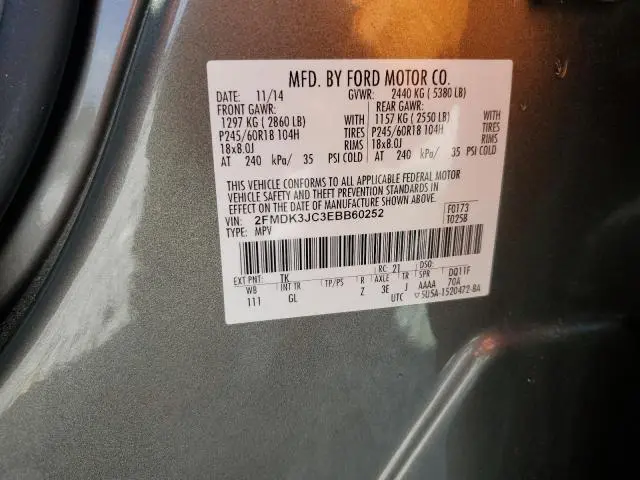 MFD. BY FORD MOTOR CO.
DATE: 11/14 GVWR: 2440 KG ( 5380 LB)
FRONT GAWR: REAR GAWR:
1297 KG ( 2860 LB) WITH 1157 KG ( 2550 LB) WITH
P245/60R18 104H TIRES P245/60R18 104H TIRES
18x8.0J RIMS 18x8.0J RIMS
AT 240 kPa/ 35 PSI COLD AT 240 kPa/ 35 PSI COLD
THIS VEHICLE CONFORMS TO ALL APPLICABLE FEDERAL MOTOR
VEHICLE SAFETY AND THEFT PREVENTION STANDARDS IN
EFFECT ON THE DATE OF MANUFACTURE SHOWN ABOVE.
VIN: 2FMDK3JC3EBB60252 F0173
TYPE: MPV T025B
EXT PNT: TK RC: 21 DSO:
WB INT TR TP/PS R AXLE TR SPR DQ11F
111 GL Z 3E J AAAA 70A
UTC ▽5U5A-1520472-BA